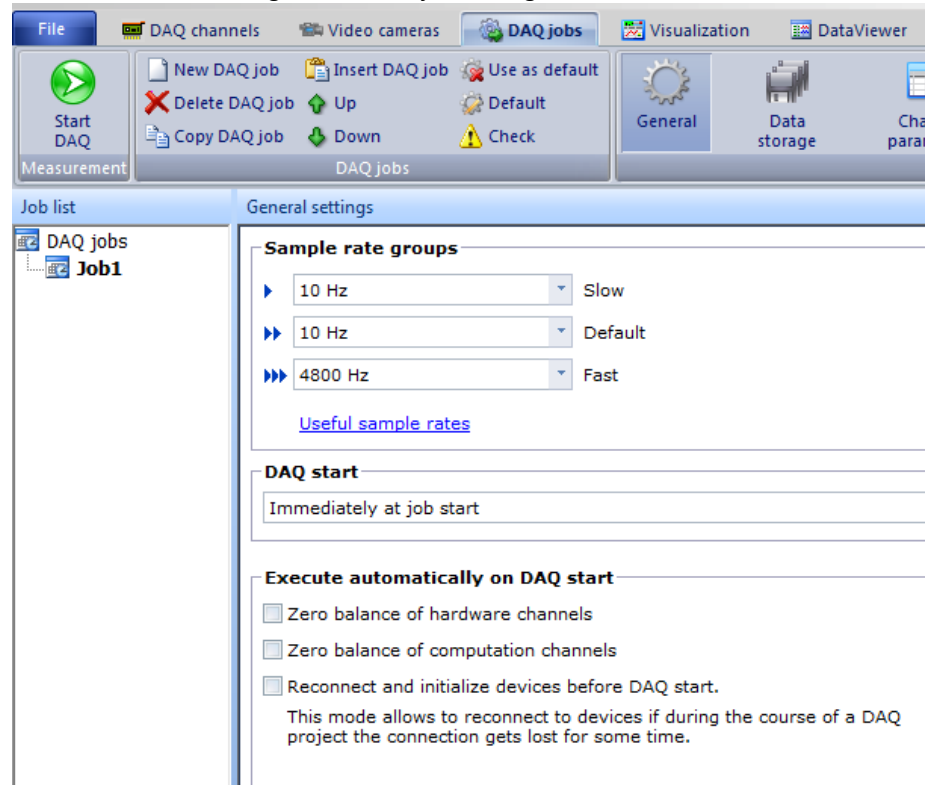 File DAQ channels Video cameras DAQ jobs Visualization DataViewer
New DAQ job Insert DAQ job Use as default
Delete DAQ job Up Default
Copy DAQ job Down Check
Start
DAQ
General
Data
storage
Measurement DAQ jobs
Job list General settings
DAQ jobs
Job1
Sample rate groups
10 Hz Slow
10 Hz Default
4800 Hz Fast
Useful sample rates
DAQ start
Immediately at job start
Execute automatically on DAQ start
Zero balance of hardware channels
Zero balance of computation channels
Reconnect and initialize devices before DAQ start.
This mode allows to reconnect to devices if during the course of a DAQ
project the connection gets lost for some time.